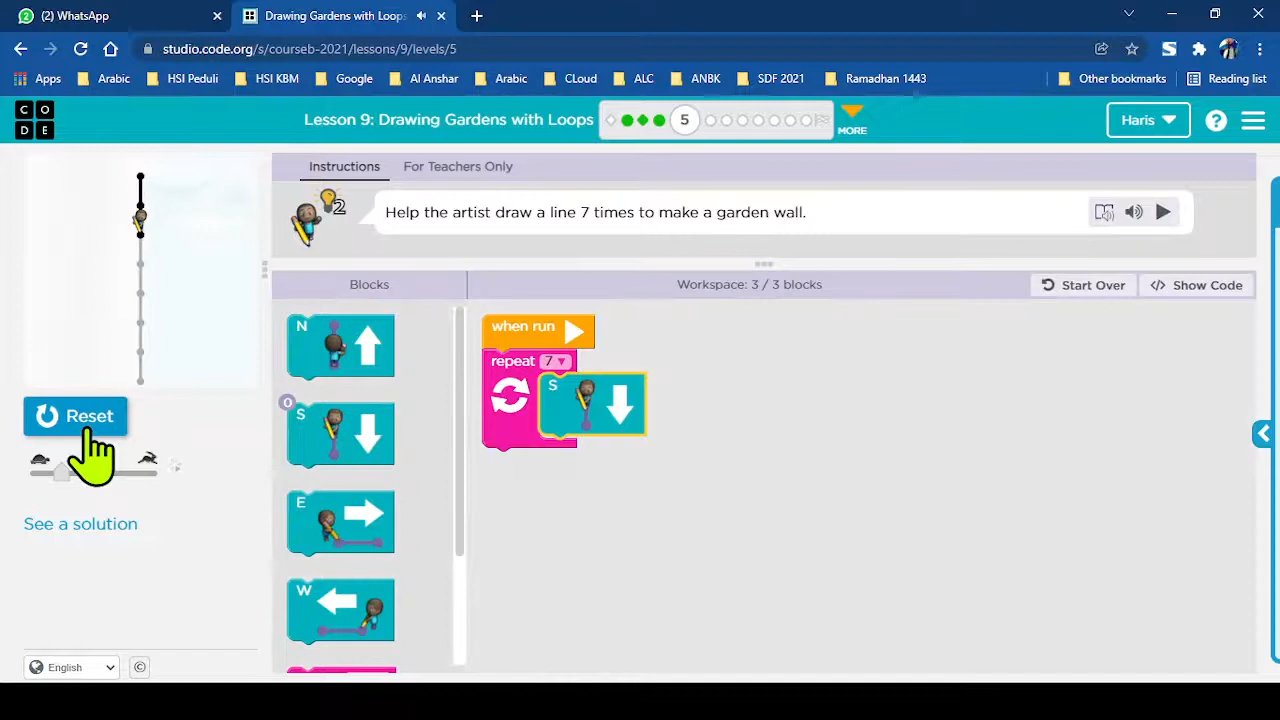 (2) WhatsApp
Drawing Gardens with Loops
studio.code.org/s/courseb-2021/lessons/9/levels/5
Apps Arabic HSI Peduli HSI KBM Google Al Anshar Arabic CLoud ALC ANBK SDF 2021 Ramadhan 1443 Other bookmarks Reading list
C O D E
Lesson 9: Drawing Gardens with Loops
5
MORE
Haris
?
Instructions
For Teachers Only
2
Help the artist draw a line 7 times to make a garden wall.
Blocks
Workspace: 3 / 3 blocks
Start Over
</> Show Code
N
0
S
E
W
when run
repeat 7
S
Reset
See a solution
English
©